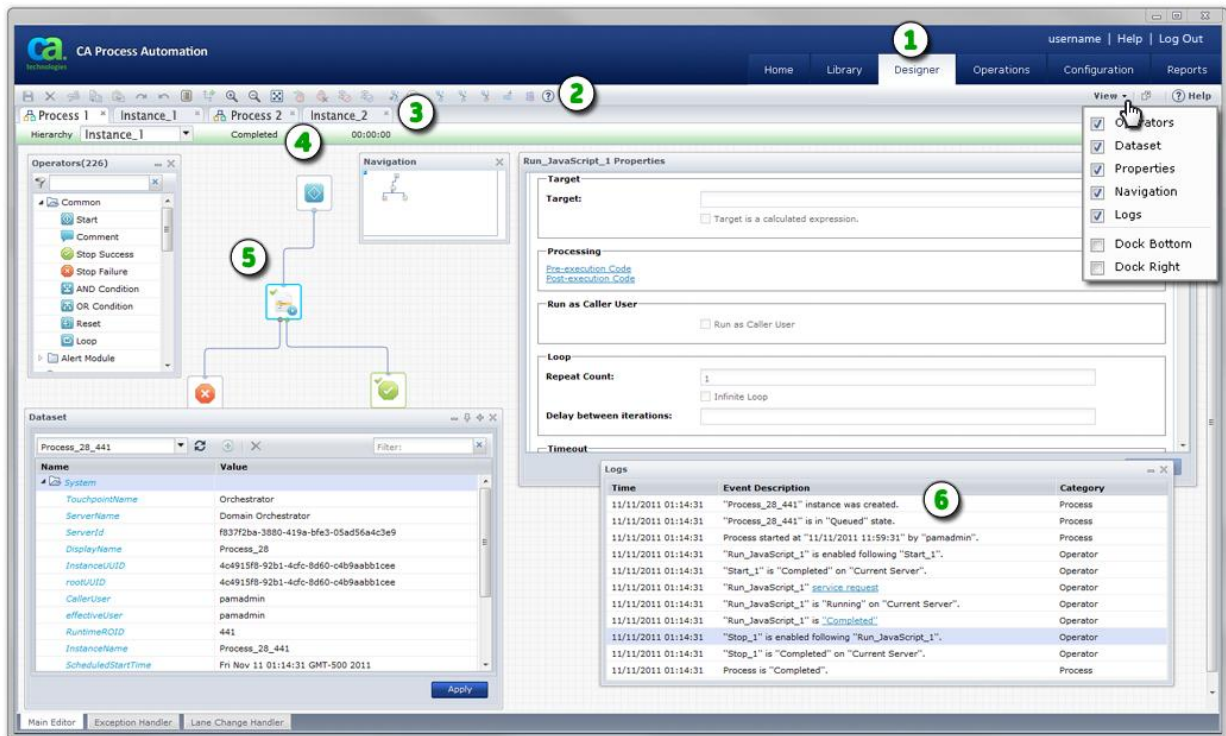 ca.
technologies
CA Process Automation
1
username | Help | Log Out
Home Library Designer Operations Configuration Reports
2
View
Help
3
Process 1 Instance_1 Process 2 Instance_2
Hierarchy Instance_1 Completed 00:00:00
4
Operators
Dataset
Properties
Navigation
Logs
Dock Bottom
Dock Right
Operators(226)
Common
Start
Comment
Stop Success
Stop Failure
AND Condition
OR Condition
Reset
Loop
Alert Module
Navigation
5
Run_JavaScript_1 Properties
Target
Target:
Target is a calculated expression.
Processing
Pre-execution Code
Post-execution Code
Run as Caller User
Run as Caller User
Loop
Repeat Count: 1
Infinite Loop
Delay between iterations:
Timeout
Dataset
Process_28_441 Filter:
Name Value
System
TouchpointName Orchestrator
ServerName Domain Orchestrator
ServerId f837f2ba-3880-419a-bfe3-05ad56a4c3e9
DisplayName Process_28
InstanceUUID 4c4915f8-92b1-4cfc-8d60-c4b9aabb1cee
rootUUID 4c4915f8-92b1-4cfc-8d60-c4b9aabb1cee
CallerUser pamadmin
effectiveUser pamadmin
RuntimeROID 441
InstanceName Process_28_441
ScheduledStartTime Fri Nov 11 01:14:31 GMT-500 2011
Apply
Logs
6
Time Event Description Category
11/11/2011 01:14:31 "Process_28_441" instance was created. Process
11/11/2011 01:14:31 "Process_28_441" is in "Queued" state. Process
11/11/2011 01:14:31 Process started at "11/11/2011 11:59:31" by "pamadmin". Process
11/11/2011 01:14:31 "Run_JavaScript_1" is enabled following "Start_1". Operator
11/11/2011 01:14:31 "Start_1" is "Completed" on "Current Server". Operator
11/11/2011 01:14:31 "Run_JavaScript_1" service request Operator
11/11/2011 01:14:31 "Run_JavaScript_1" is "Running" on "Current Server". Operator
11/11/2011 01:14:31 "Run_JavaScript_1" is "Completed" Operator
11/11/2011 01:14:31 "Stop_1" is enabled following "Run_JavaScript_1". Operator
11/11/2011 01:14:31 "Stop_1" is "Completed" on "Current Server". Operator
11/11/2011 01:14:31 Process is "Completed". Process
Main Editor Exception Handler Lane Change Handler